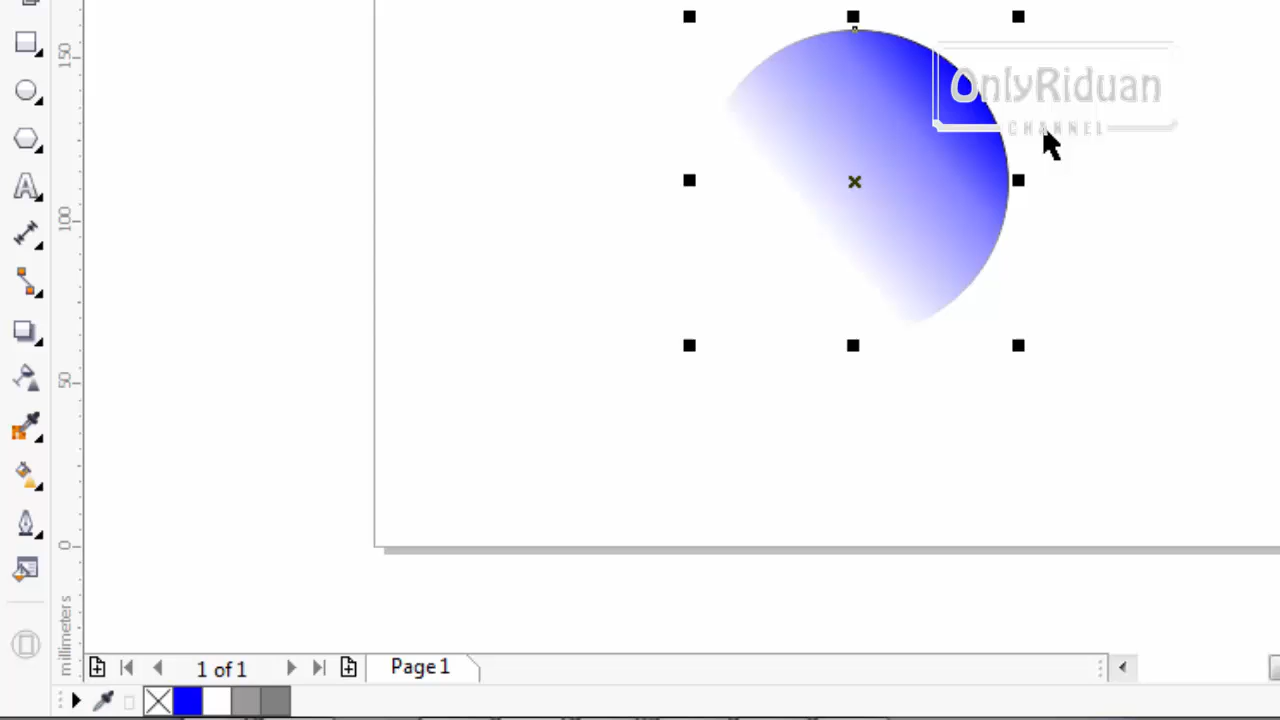 OnlyRiduan
CHANNEL
150
100
50
0
millimeters
1 of 1
Page 1